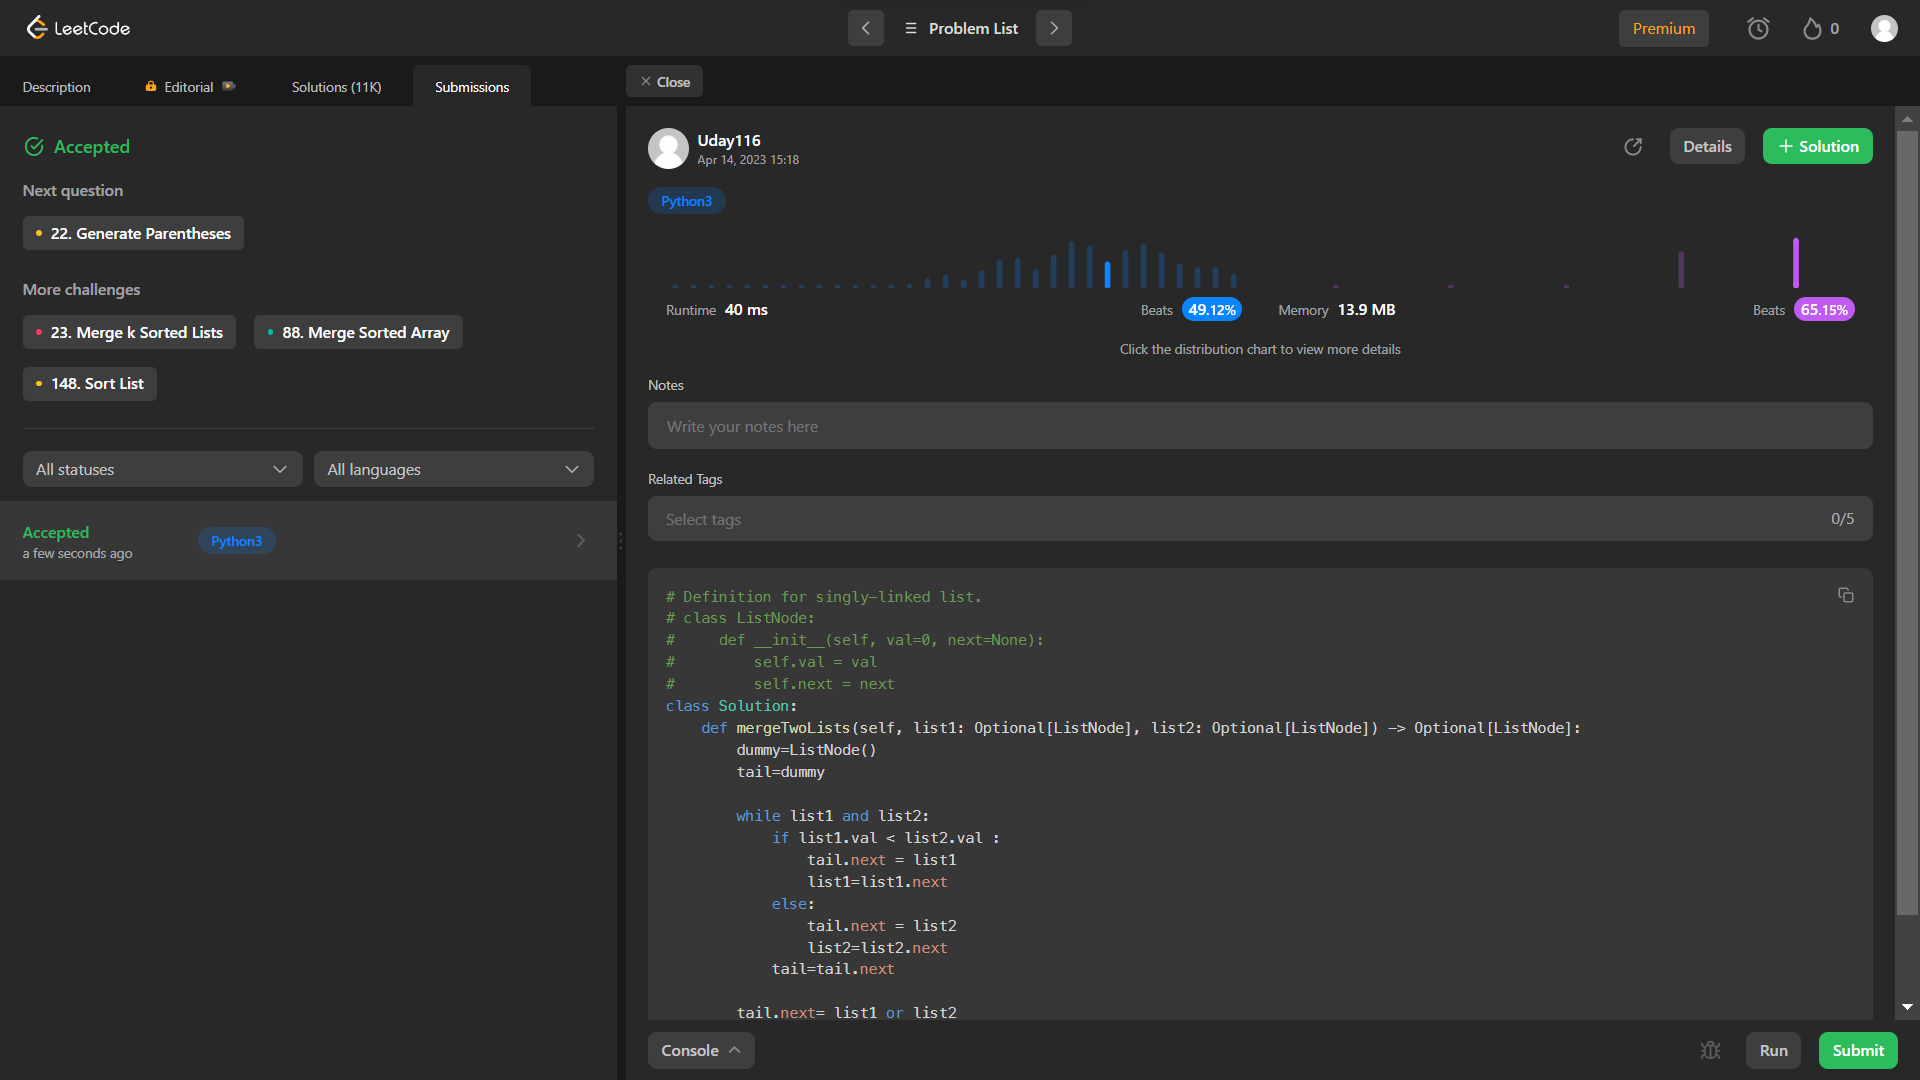 LeetCode
Problem List
Premium
0
Description
Editorial
Solutions (11K)
Submissions
Close
Accepted
Next question
22. Generate Parentheses
More challenges
23. Merge k Sorted Lists
88. Merge Sorted Array
148. Sort List
All statuses
All languages
Accepted
a few seconds ago
Python3
Uday116
Apr 14, 2023 15:18
Details
+ Solution
Python3
Runtime 40 ms
Beats 49.12%
Memory 13.9 MB
Beats 65.15%
Click the distribution chart to view more details
Notes
Write your notes here
Related Tags
Select tags
0/5
# Definition for singly-linked list.
# class ListNode:
#     def __init__(self, val=0, next=None):
#         self.val = val
#         self.next = next
class Solution:
    def mergeTwoLists(self, list1: Optional[ListNode], list2: Optional[ListNode]) -> Optional[ListNode]:
        dummy=ListNode()
        tail=dummy
        while list1 and list2:
            if list1.val < list2.val :
                tail.next = list1
                list1=list1.next
            else:
                tail.next = list2
                list2=list2.next
            tail=tail.next
        tail.next= list1 or list2
Console
Run
Submit